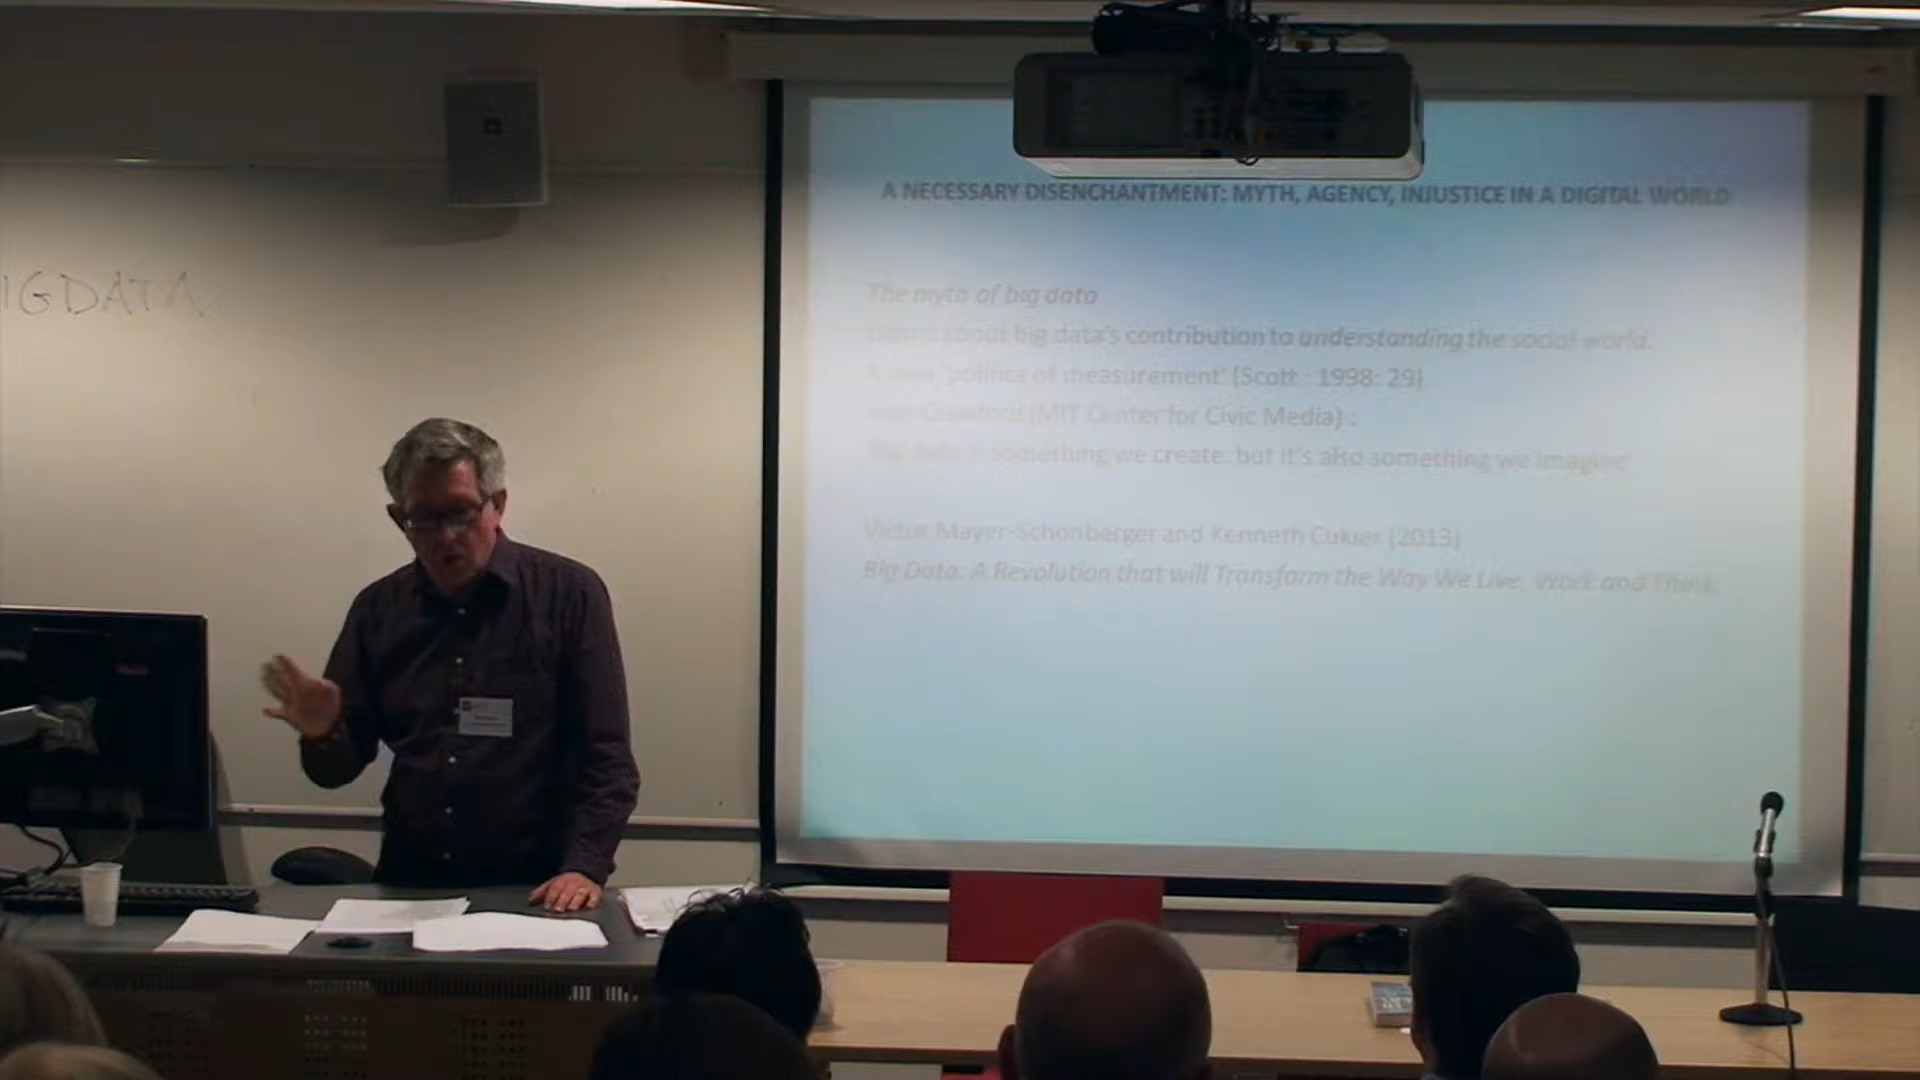 IGDATA
A NECESSARY DISENCHANTMENT: MYTH, AGENCY, INJUSTICE IN A DIGITAL WORLD
The myth of big data
about big data's contribution to understanding the social world.
'politics of measurement' (Scott : 1998: 29)
Crawford (MIT Center for Civic Media) :
something we create, but it's also something we imagine'
Victor Mayer-Schonberger and Kenneth Cukier (2013)
Big Data: A Revolution that will Transform the Way We Live, Work and Think.